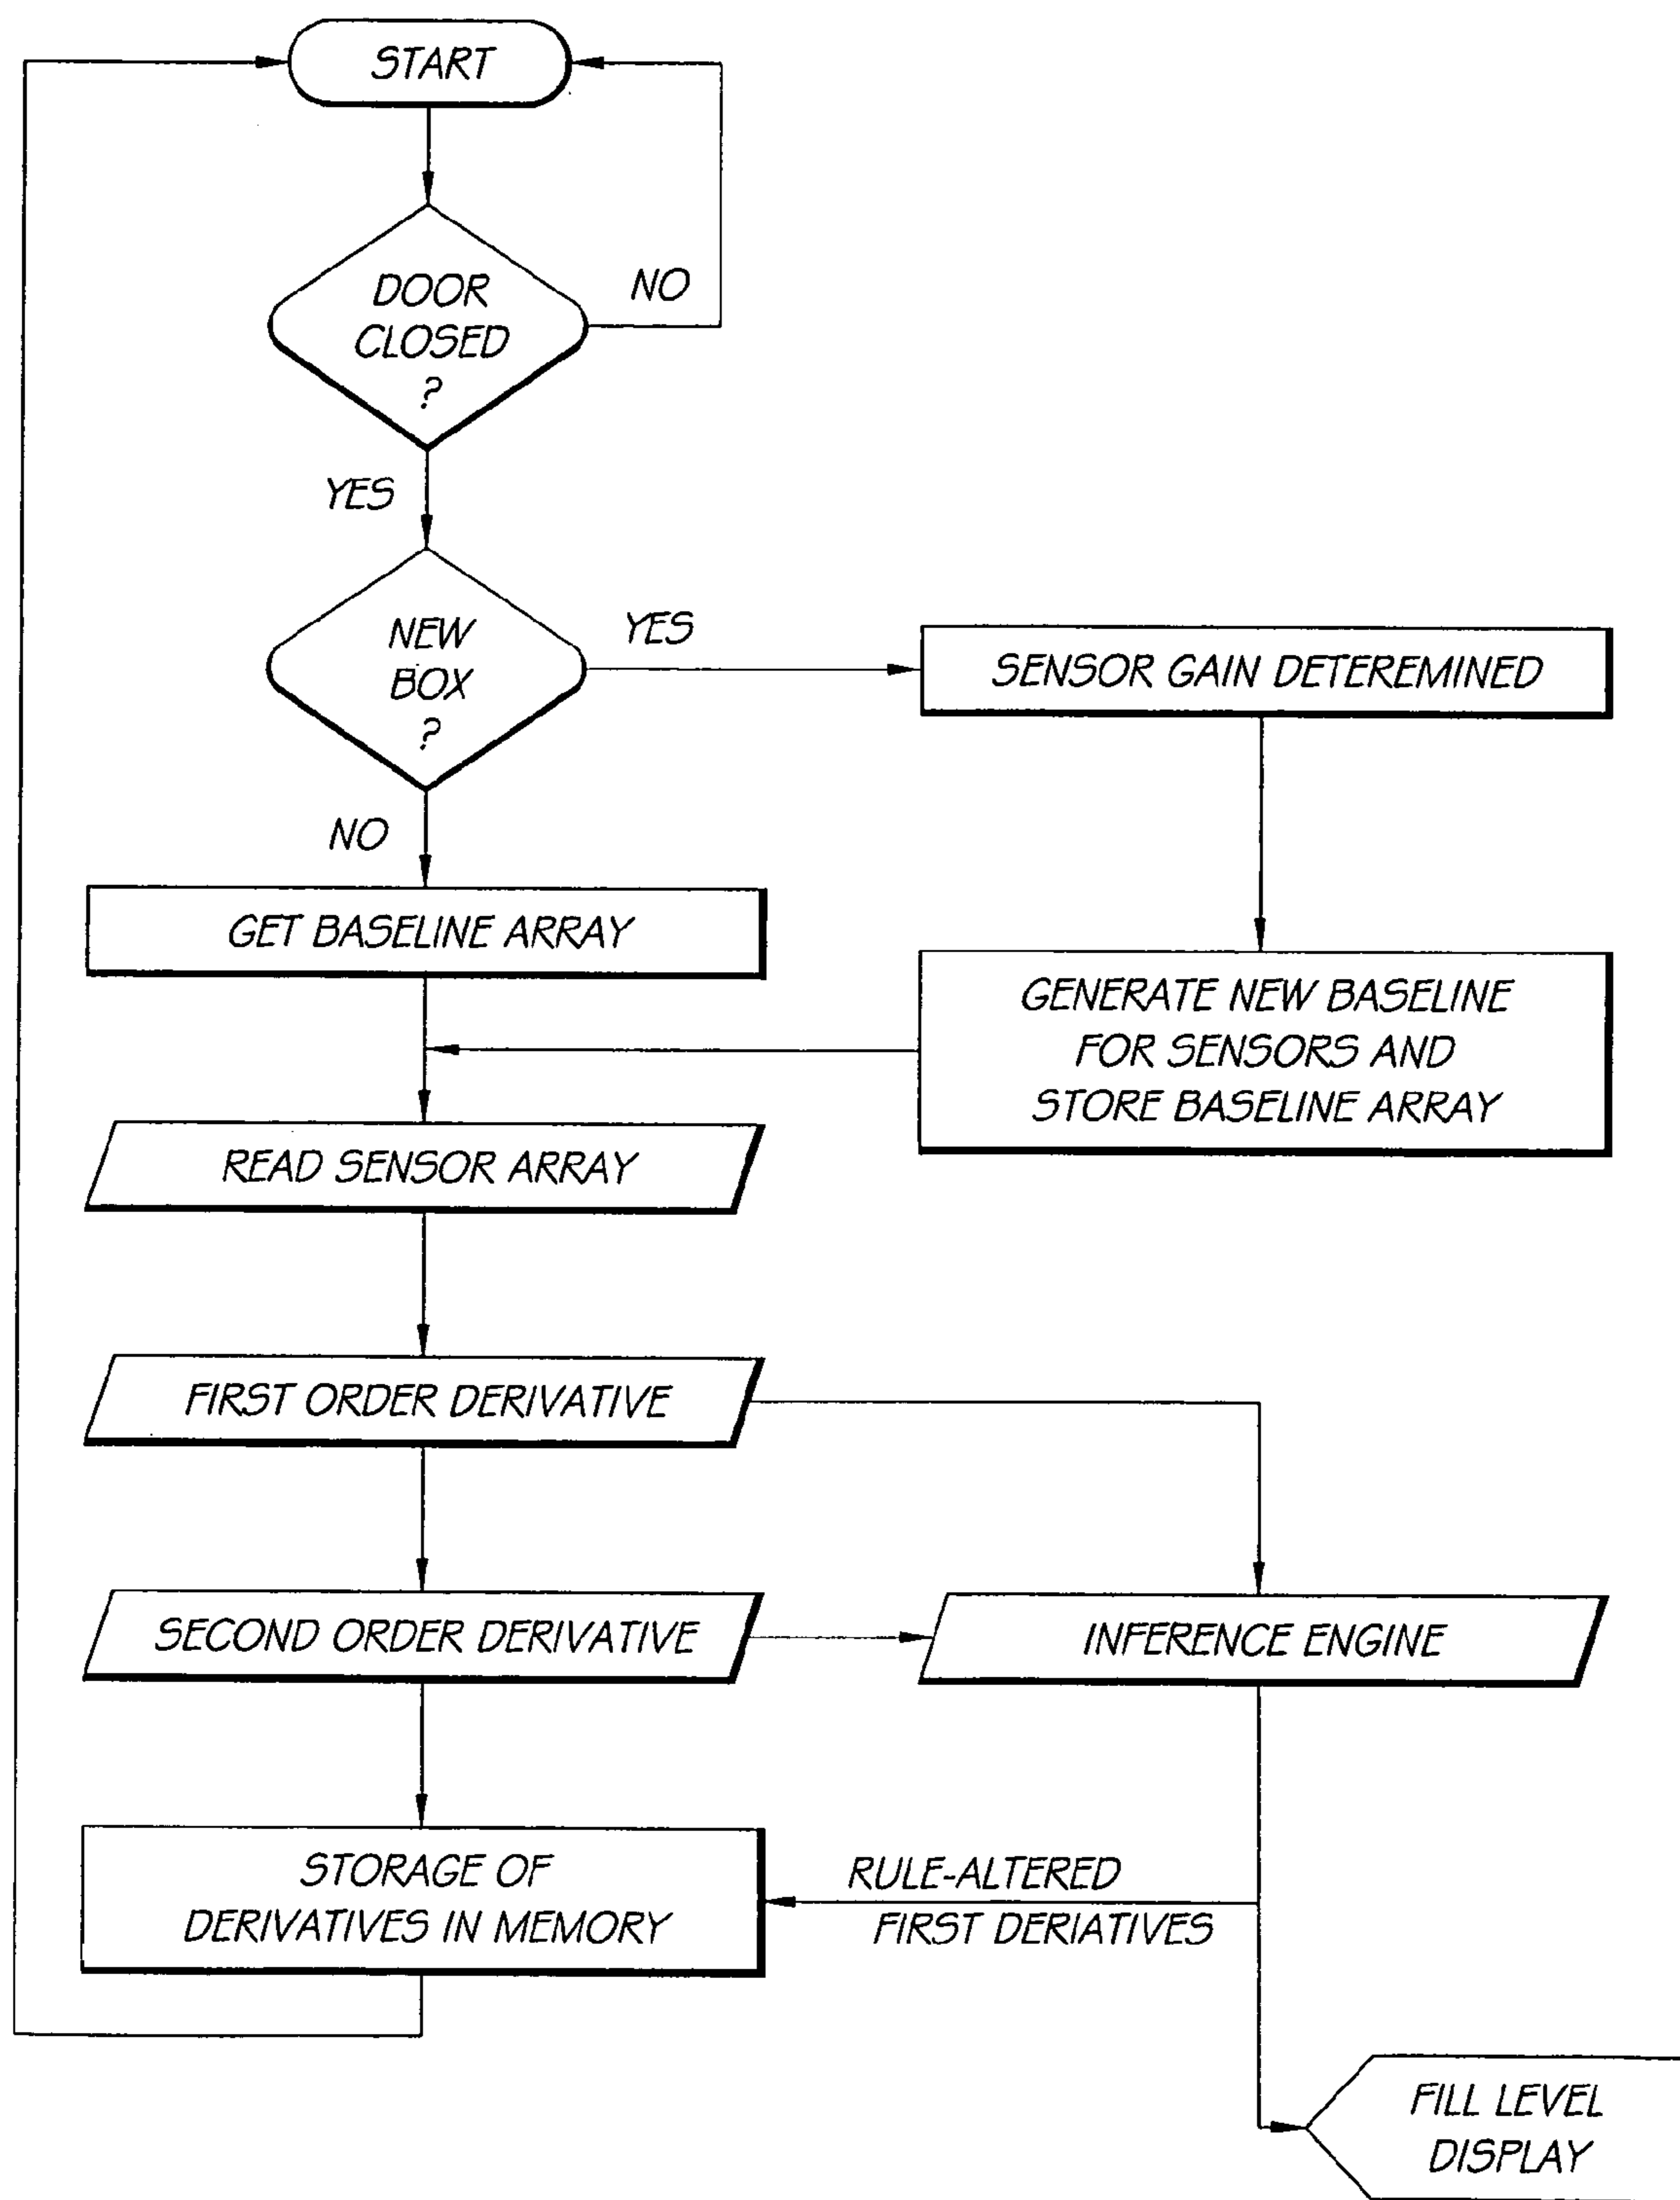 START
DOOR
CLOSED
?
NO
YES
NEW
BOX
?
YES
SENSOR GAIN DETEREMINED
NO
GET BASELINE ARRAY
GENERATE NEW BASELINE
FOR SENSORS AND
STORE BASELINE ARRAY
READ SENSOR ARRAY
FIRST ORDER DERIVATIVE
SECOND ORDER DERIVATIVE
INFERENCE ENGINE
STORAGE OF
DERIVATIVES IN MEMORY
RULE-ALTERED
FIRST DERIATIVES
FILL LEVEL
DISPLAY